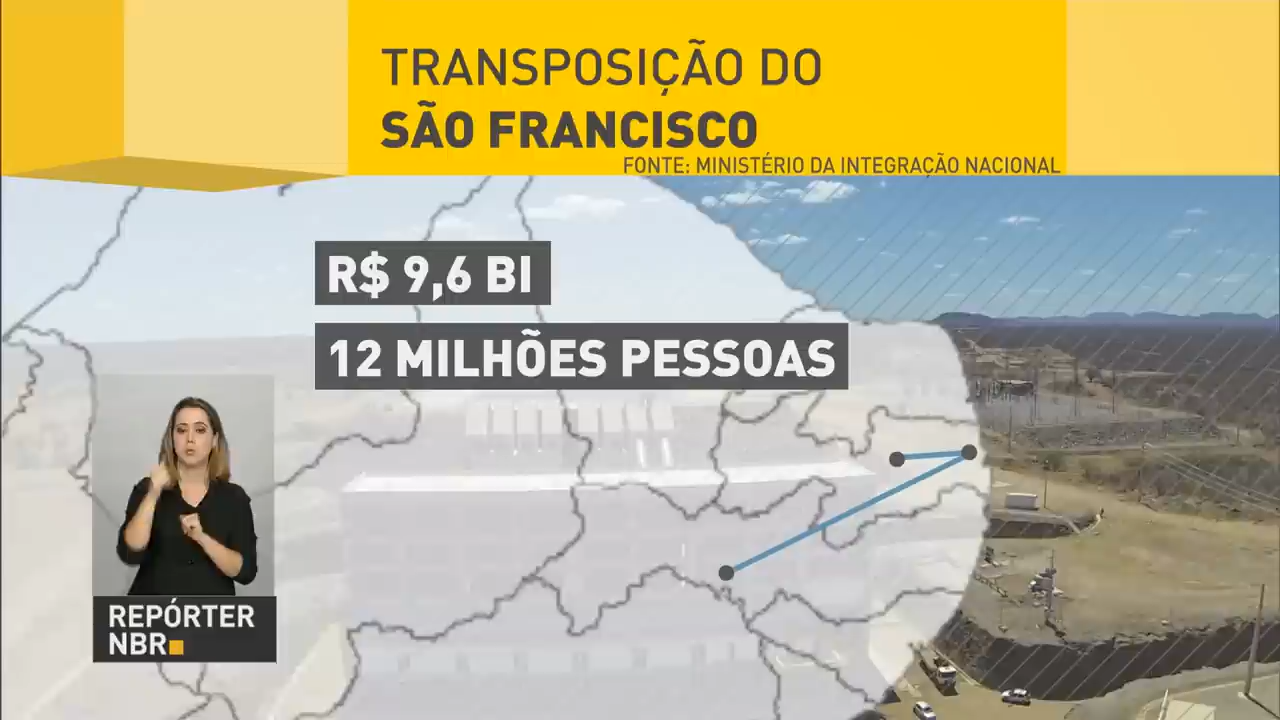 TRANSPOSIÇÃO DO
SÃO FRANCISCO
FONTE: MINISTÉRIO DA INTEGRAÇÃO NACIONAL
R$ 9,6 BI
12 MILHÕES PESSOAS
REPÓRTER
NBR